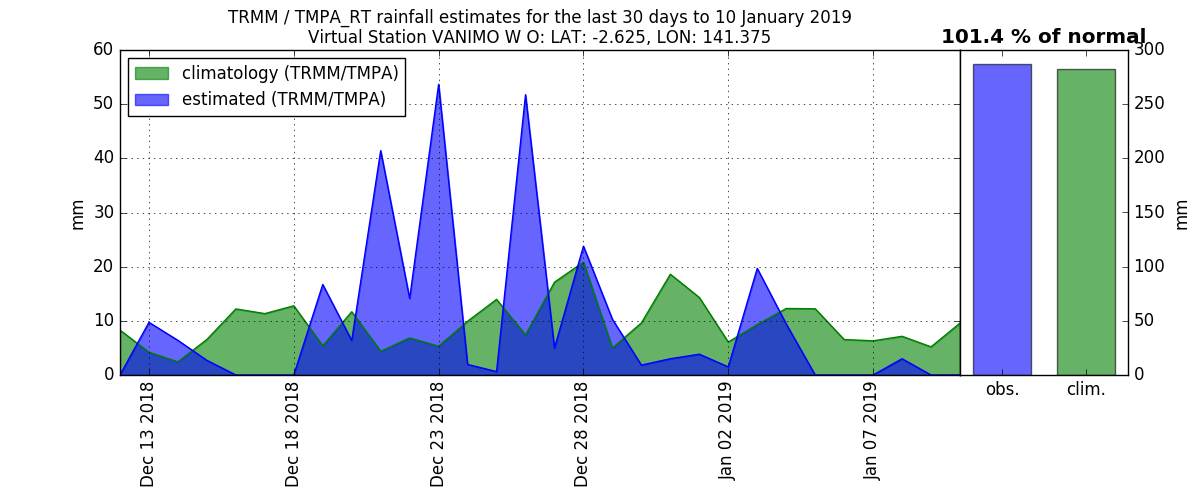 TRMM / TMPA_RT rainfall estimates for the last 30 days to 10 January 2019
Virtual Station VANIMO W O: LAT: -2.625, LON: 141.375
101.4 % of normal
climatology (TRMM/TMPA)
estimated (TRMM/TMPA)
60
50
40
30
20
10
0
mm
Dec 13 2018
Dec 18 2018
Dec 23 2018
Dec 28 2018
Jan 02 2019
Jan 07 2019
300
250
200
150
100
50
0
mm
obs.
clim.